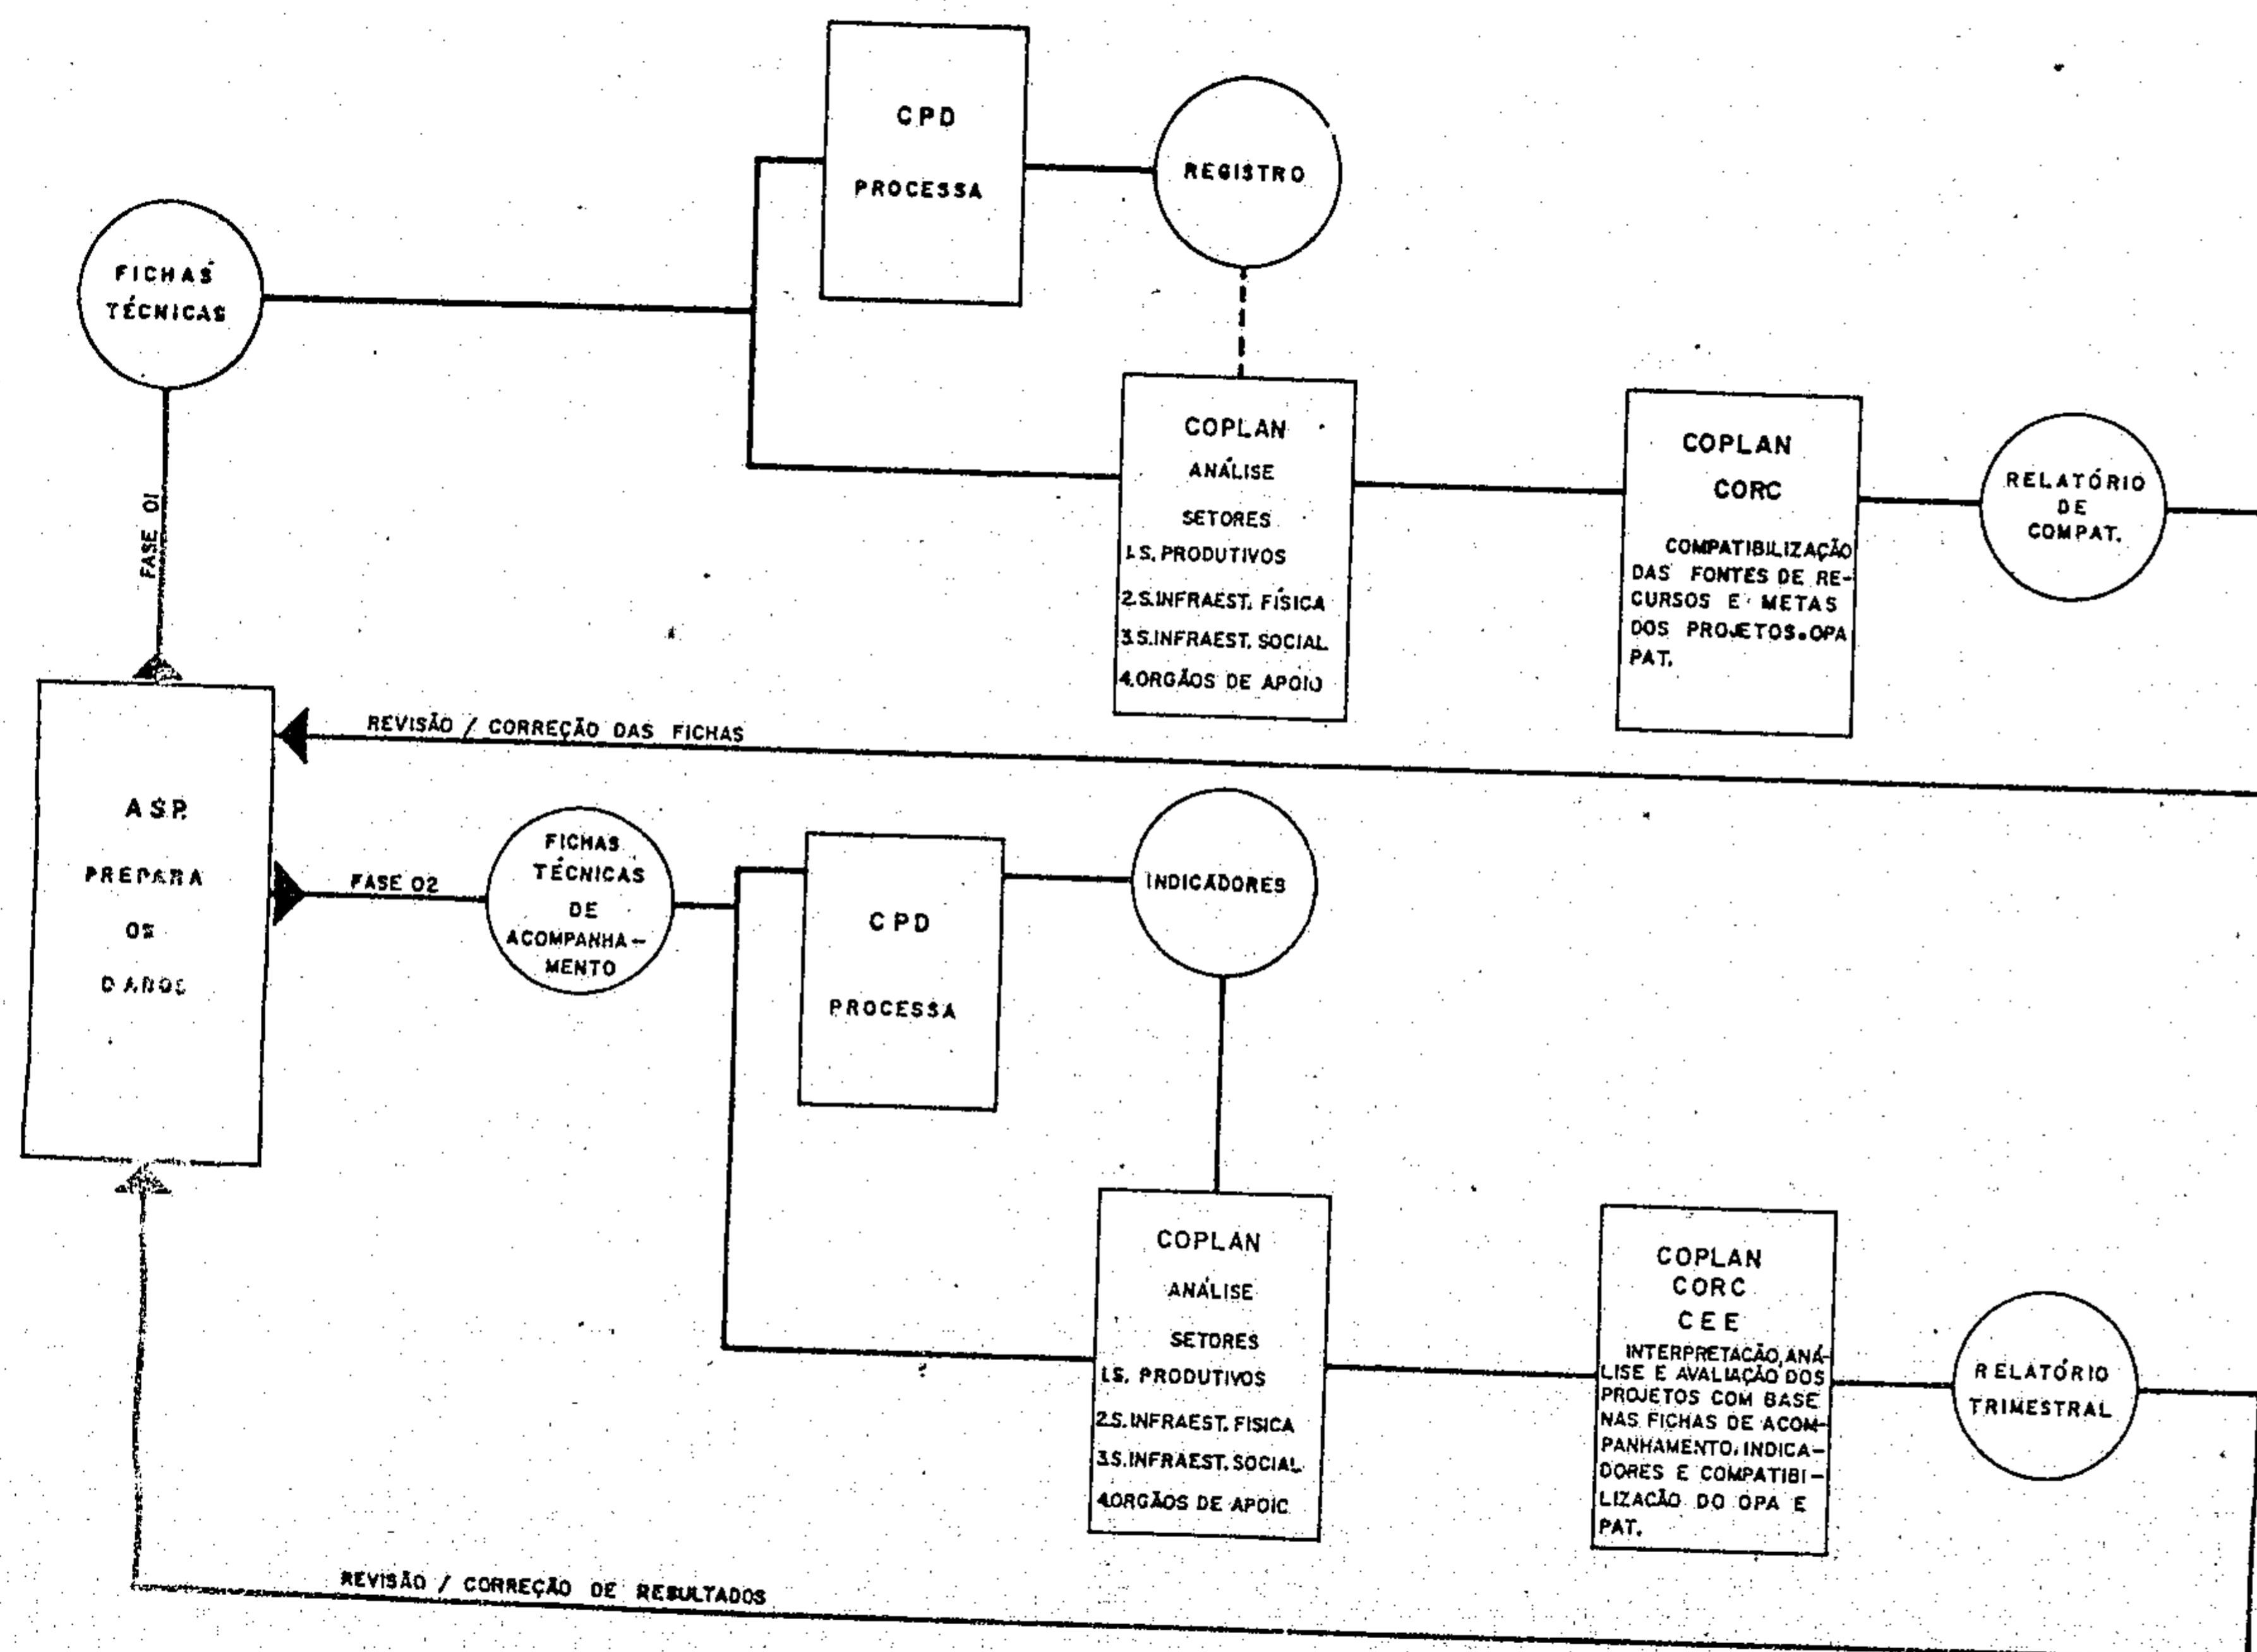 CPD
PROCESSA
REGISTRO
FICHAS
TÉCNICAS
FASE 01
COPLAN
ANÁLISE
SETORES
1.S. PRODUTIVOS
2.S.INFRAEST. FÍSICA
3.S.INFRAEST. SOCIAL
4.ORGÃOS DE APOIO
COPLAN
CORC
COMPATIBILIZAÇÃO
DAS FONTES DE RE-
CURSOS E METAS
DOS PROJETOS.OPA
PAT.
RELATÓRIO
DE
COMPAT.
REVISÃO / CORREÇÃO DAS FICHAS
A S P.
PREPARA
OS
DADOS
FASE 02
FICHAS
TÉCNICAS
DE
ACOMPANHA-
MENTO
CPD
PROCESSA
INDICADORES
COPLAN
ANÁLISE
SETORES
1.S. PRODUTIVOS
2.S.INFRAEST. FISICA
3.S.INFRAEST. SOCIAL
4.ORGÃOS DE APOIO
COPLAN
CORC
CEE
INTERPRETACÃO, ANÁ-
LISE E AVALIAÇÃO DOS
PROJETOS COM BASE
NAS FICHAS DE ACOM-
PANHAMENTO, INDICA-
DORES E COMPATIBI-
LIZACÃO DO OPA E
PAT.
RELATÓRIO
TRIMESTRAL
REVISÃO / CORREÇÃO DE RESULTADOS